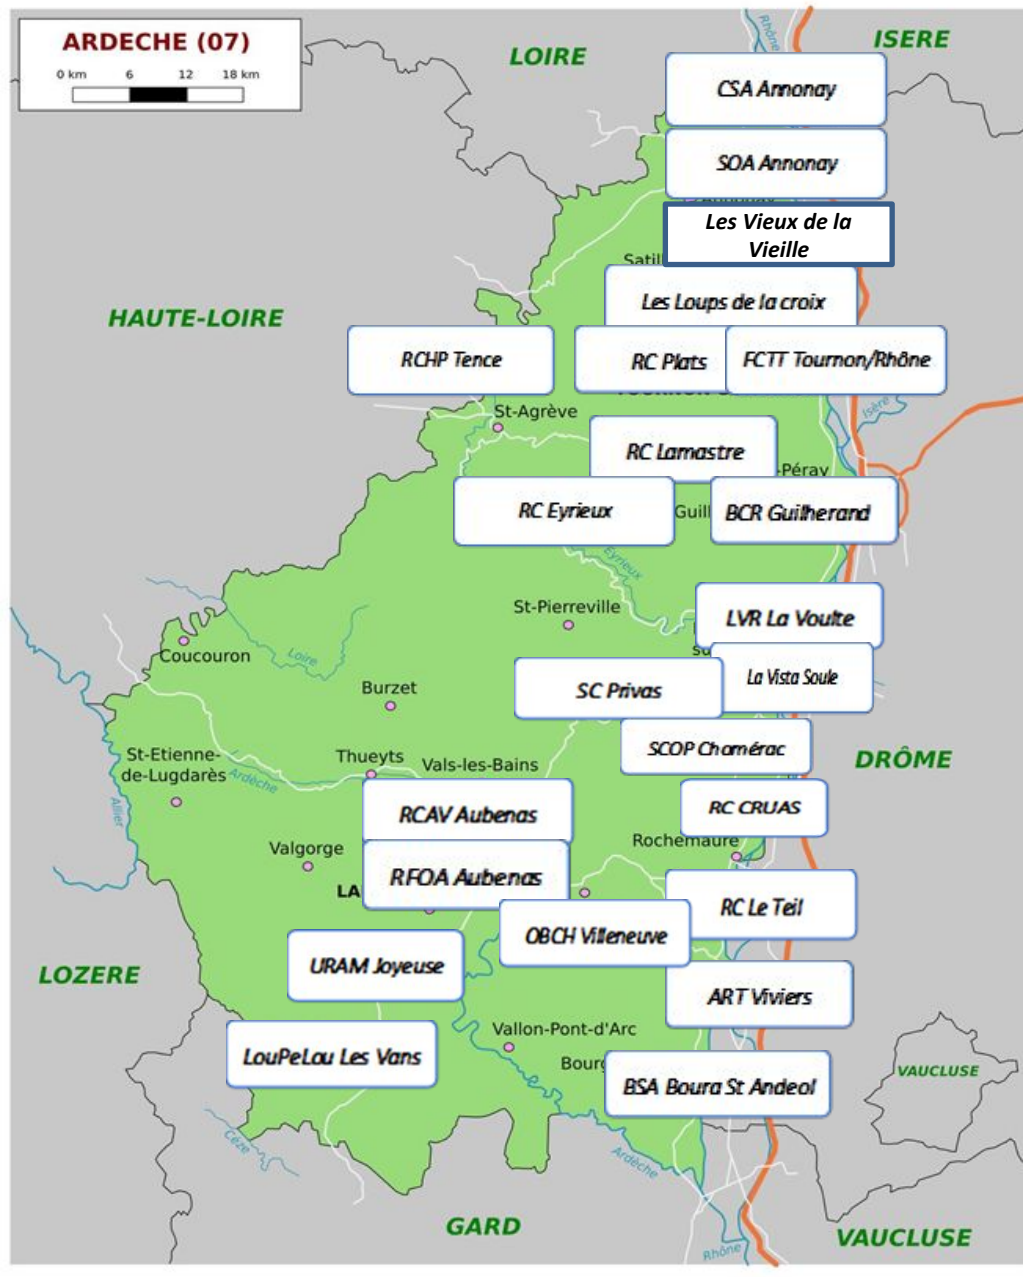 ARDECHE (07)
0 km 6 12 18 km
LOIRE
ISERE
Rhône
CSA Annonay
SOA Annonay
Les Vieux de la
Vieille
Les Loups de la croix
HAUTE-LOIRE
RCHP Tence
RC Plats
FCTT Tournon/Rhône
St-Agrève
Isère
RC Lamastre
-Péray
RC Eyrieux
Guil
BCR Guilherand
Eyrieux
St-Pierreville
LVR La Voulte
Coucouron
Loire
La Vista Soule
SC Privas
Burzet
SCOP Chomérac
DRÔME
St-Etienne-
de-Lugdarès
Thueyts
Vals-les-Bains
Ardèche
Allier
RCAV Aubenas
RC CRUAS
Valgorge
Rochemaure
RFOA Aubenas
LA
RC Le Teil
OBCH Villeneuve
URAM Joyeuse
LOZERE
ART Viviers
Vallon-Pont-d'Arc
LouPeLou Les Vans
Bourg
BSA Bourg St Andeol
VAUCLUSE
Cèze
Ardèche
GARD
Rhône
VAUCLUSE